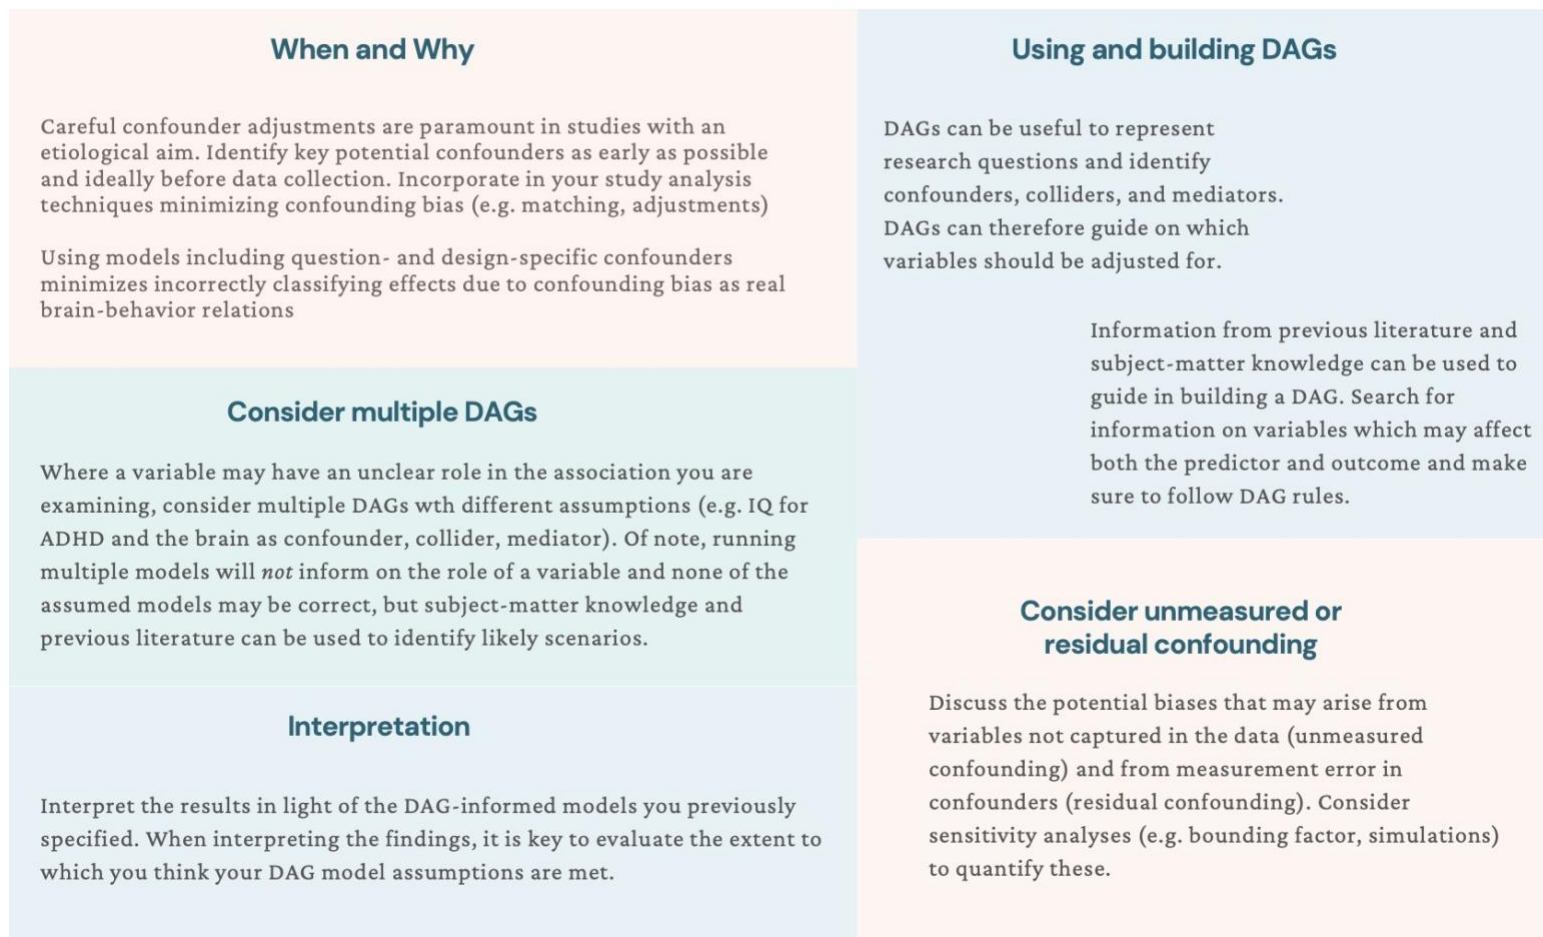 When and Why
Careful confounder adjustments are paramount in studies with an
etiological aim. Identify key potential confounders as early as possible
and ideally before data collection. Incorporate in your study analysis
techniques minimizing confounding bias (e.g. matching, adjustments)
Using models including question- and design-specific confounders
minimizes incorrectly classifying effects due to confounding bias as real
brain-behavior relations
Using and building DAGs
DAGs can be useful to represent
research questions and identify
confounders, colliders, and mediators.
DAGs can therefore guide on which
variables should be adjusted for.
Information from previous literature and
subject-matter knowledge can be used to
guide in building a DAG. Search for
information on variables which may affect
both the predictor and outcome and make
sure to follow DAG rules.
Consider multiple DAGs
Where a variable may have an unclear role in the association you are
examining, consider multiple DAGs wth different assumptions (e.g. IQ for
ADHD and the brain as confounder, collider, mediator). Of note, running
multiple models will not inform on the role of a variable and none of the
assumed models may be correct, but subject-matter knowledge and
previous literature can be used to identify likely scenarios.
Consider unmeasured or
residual confounding
Discuss the potential biases that may arise from
variables not captured in the data (unmeasured
confounding) and from measurement error in
confounders (residual confounding). Consider
sensitivity analyses (e.g. bounding factor, simulations)
to quantify these.
Interpretation
Interpret the results in light of the DAG-informed models you previously
specified. When interpreting the findings, it is key to evaluate the extent to
which you think your DAG model assumptions are met.